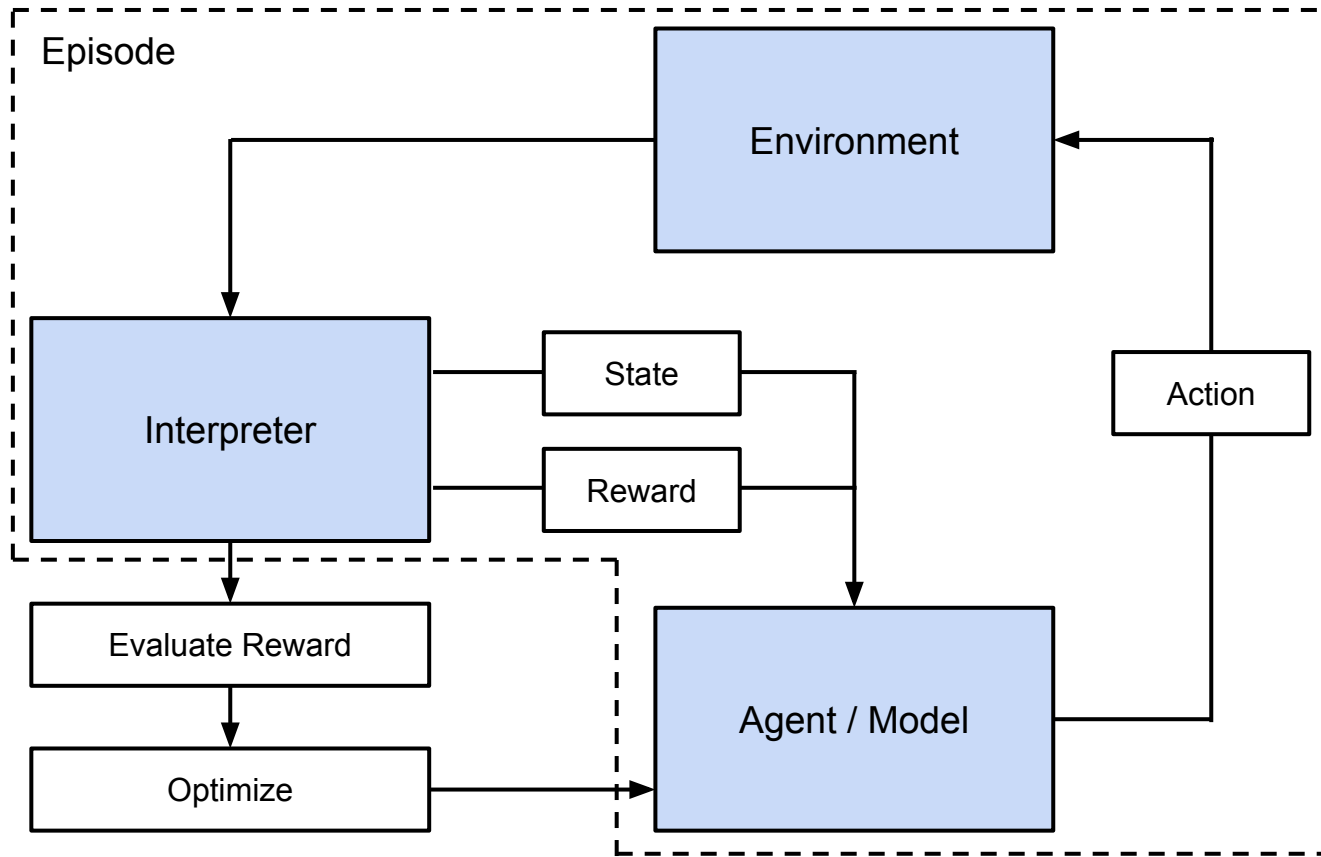 Episode
Environment
State
Action
Interpreter
Reward
Evaluate Reward
Agent / Model
Optimize